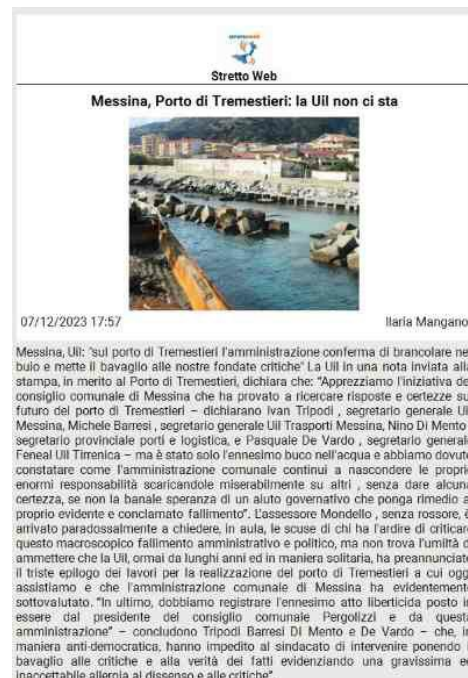 Stretto Web
Messina, Porto di Tremestieri: la Uil non ci sta
07/12/2023 17:57
Ilaria Mangano
Messina, Uil: "sul porto di Tremestieri l'amministrazione conferma di brancolare nel
buio e mette il bavaglio alle nostre fondate critiche" La Uil in una nota inviata alla
stampa, in merito al Porto di Tremestieri, dichiara che: "Apprezziamo l'iniziativa del
consiglio comunale di Messina che ha provato a ricercare risposte e certezze sul
futuro del porto di Tremestieri – dichiarano Ivan Tripodi , segretario generale Uil
Messina, Michele Barresi , segretario generale Uil Trasporti Messina, Nino Di Mento ,
segretario provinciale porti e logistica, e Pasquale De Vardo , segretario generale
Feneal Uil Tirrenica – ma è stato solo l'ennesimo buco nell'acqua e abbiamo dovuto
constatare come l'amministrazione comunale continui a nascondere le proprie
enormi responsabilità scaricandole miserabilmente su altri , senza dare alcuna
certezza, se non la banale speranza di un aiuto governativo che ponga rimedio al
proprio evidente e conclamato fallimento". L'assessore Mondello , senza rossore, è
arrivato paradossalmente a chiedere, in aula, le scuse di chi ha l'ardire di criticare
questo macroscopico fallimento amministrativo e politico, ma non trova l'umiltà di
ammettere che la Uil, ormai da lunghi anni ed in maniera solitaria, ha preannunciato
il triste epilogo dei lavori per la realizzazione del porto di Tremestieri a cui oggi
assistiamo e che l'amministrazione comunale di Messina ha evidentemente
sottovalutato. "In ultimo, dobbiamo registrare l'ennesimo atto liberticida posto in
essere dal presidente del consiglio comunale Pergolizzi e da questa
amministrazione" – concludono Tripodi Barresi DI Mento e De Vardo – che, in
maniera anti-democratica, hanno impedito al sindacato di intervenire ponendo il
bavaglio alle critiche e alla verità dei fatti evidenziando una gravissima ed
inaccettabile allergia al dissenso e alle critiche"